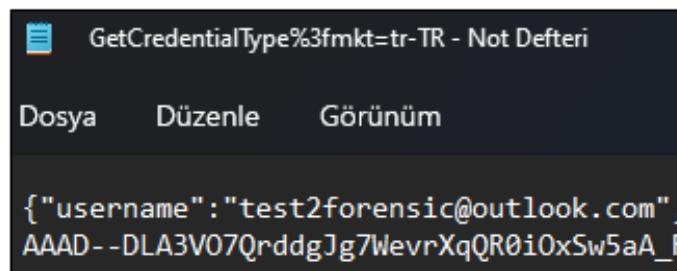 GetCredentialType%3fmkt=tr-TR - Not Defteri
Dosya Düzenle Görünüm
{"username":"test2forensic@outlook.com",
AAAD--DLA3VO7QrddgJg7WevrXqQR0iOxSw5aA_